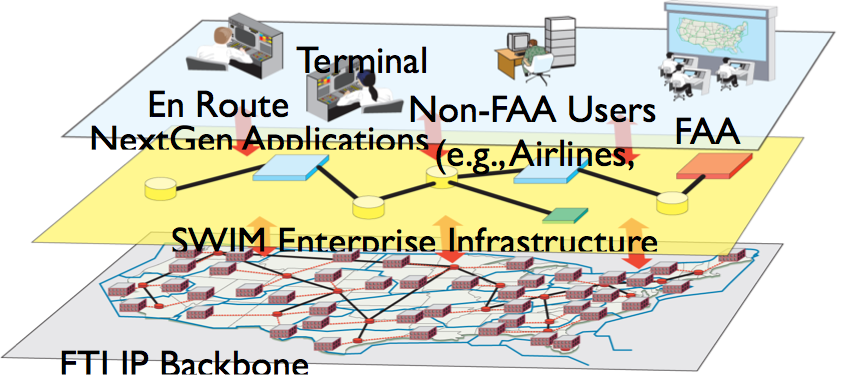 Terminal
En Route
Non-FAA Users
FAA
NextGen Applications
(e.g., Airlines,
SWIM Enterprise Infrastructure
FTI IP Backbone